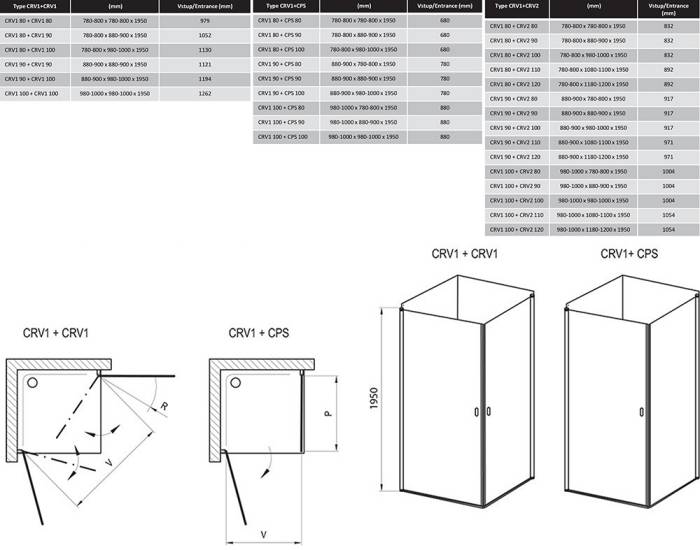 Type CRV1+CRV1 (mm) Vstup/Entrance (mm)
CRV1 80 + CRV1 80 780-800 x 780-800 x 1950 979
CRV1 80 + CRV1 90 780-800 x 880-900 x 1950 1052
CRV1 80 + CRV1 100 780-800 x 980-1000 x 1950 1130
CRV1 90 + CRV1 90 880-900 x 880-900 x 1950 1121
CRV1 90 + CRV1 100 880-900 x 980-1000 x 1950 1194
CRV1 100 + CRV1 100 980-1000 x 980-1000 x 1950 1262
Type CRV1+CPS (mm) Vstup/Entrance (mm)
CRV1 80 + CPS 80 780-800 x 780-800 x 1950 680
CRV1 80 + CPS 90 780-800 x 880-900 x 1950 680
CRV1 80 + CPS 100 780-800 x 980-1000 x 1950 680
CRV1 90 + CPS 80 880-900 x 780-800 x 1950 780
CRV1 90 + CPS 90 880-900 x 880-900 x 1950 780
CRV1 90 + CPS 100 880-900 x 980-1000 x 1950 780
CRV1 100 + CPS 80 980-1000 x 780-800 x 1950 880
CRV1 100 + CPS 90 980-1000 x 880-900 x 1950 880
CRV1 100 + CPS 100 980-1000 x 980-1000 x 1950 880
Type CRV1+CRV2 (mm) Vstup/Entrance
(mm)
CRV1 80 + CRV2 80 780-800 x 780-800 x 1950 832
CRV1 80 + CRV2 90 780-800 x 880-900 x 1950 832
CRV1 80 + CRV2 100 780-800 x 980-1000 x 1950 832
CRV1 80 + CRV2 110 780-800 x 1080-1100 x 1950 892
CRV1 80 + CRV2 120 780-800 x 1180-1200 x 1950 892
CRV1 90 + CRV2 80 880-900 x 780-800 x 1950 917
CRV1 90 + CRV2 90 880-900 x 880-900 x 1950 917
CRV1 90 + CRV2 100 880-900 x 980-1000 x 1950 917
CRV1 90 + CRV2 110 880-900 x 1080-1100 x 1950 971
CRV1 90 + CRV2 120 880-900 x 1180-1200 x 1950 971
CRV1 100 + CRV2 80 980-1000 x 780-800 x 1950 1004
CRV1 100 + CRV2 90 980-1000 x 880-900 x 1950 1004
CRV1 100 + CRV2 100 980-1000 x 980-1000 x 1950 1004
CRV1 100 + CRV2 110 980-1000 x 1080-1100 x 1950 1054
CRV1 100 + CRV2 120 980-1000 x 1180-1200 x 1950 1054
CRV1 + CRV1
R
V
CRV1 + CPS
P
V
CRV1 + CRV1
1950
CRV1+ CPS